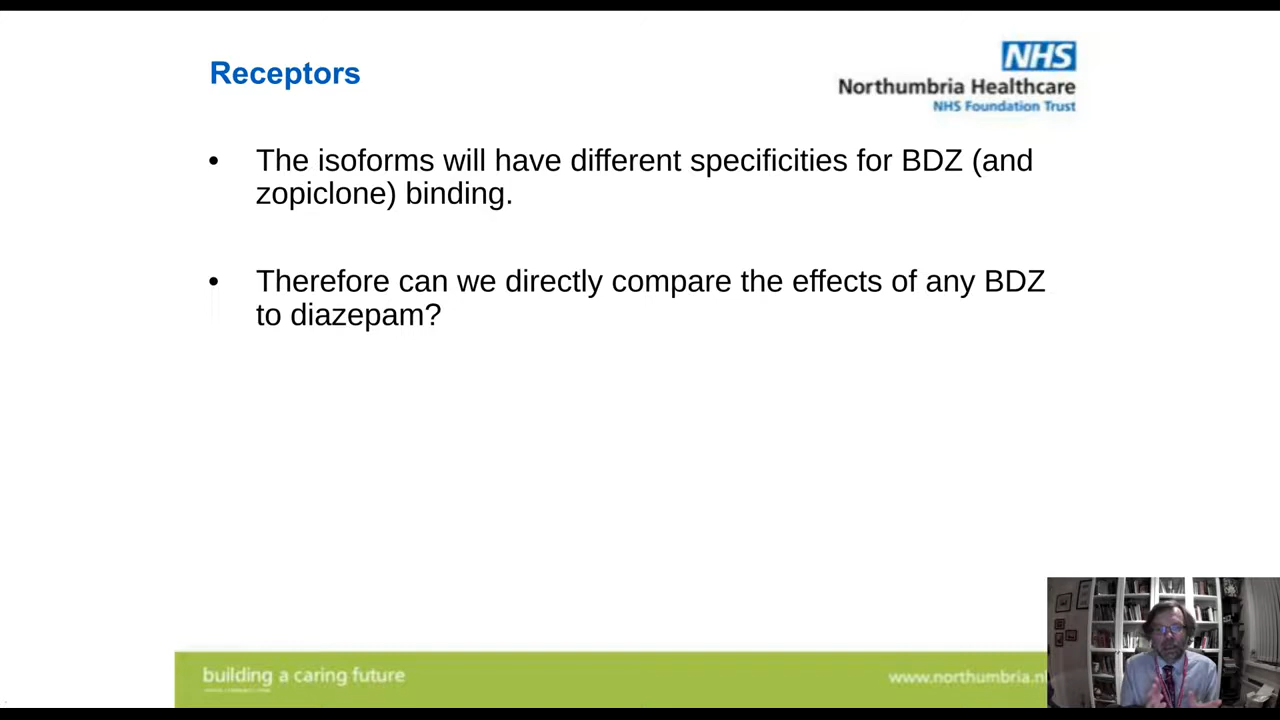 Receptors
NHS
Northumbria Healthcare
NHS Foundation Trust
• The isoforms will have different specificities for BDZ (and
zopiclone) binding.
• Therefore can we directly compare the effects of any BDZ
to diazepam?
building a caring future
www.northumbria.n